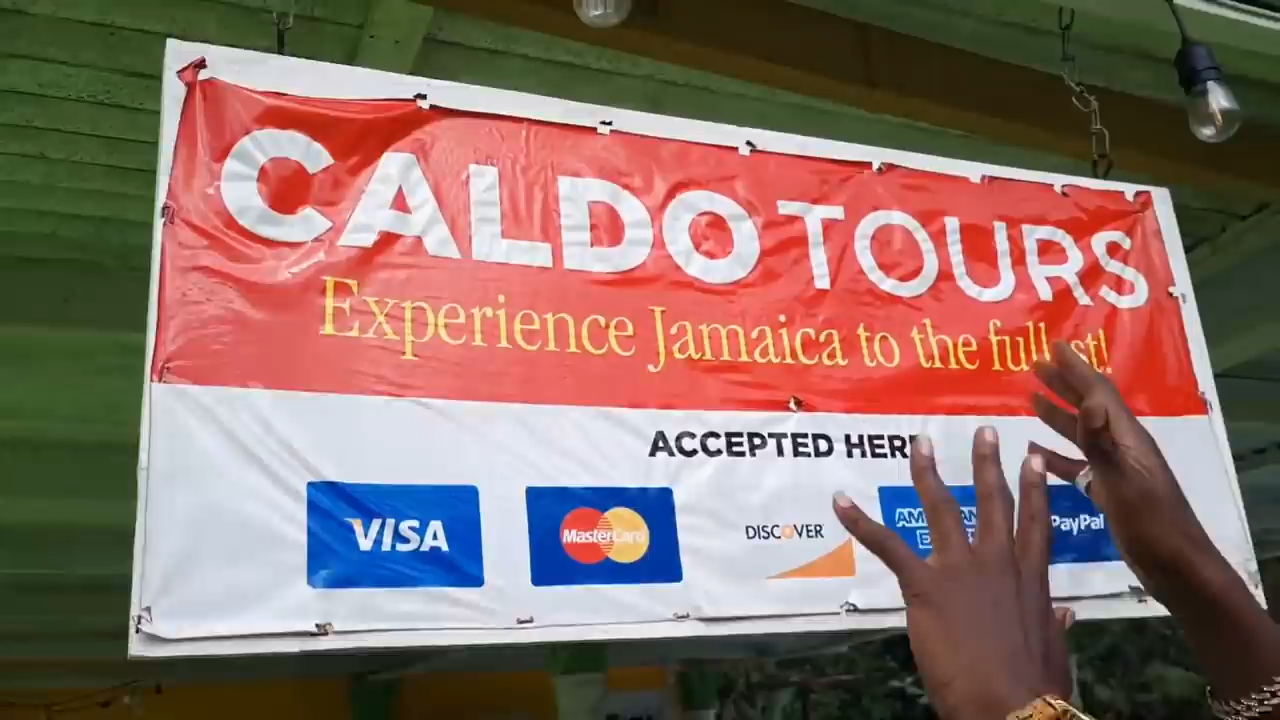 CALDO TOURS
Experience Jamaica to the fullest!
ACCEPTED HERE
VISA
MasterCard
DISCOVER
AMERICAN
EXPRESS
PayPal